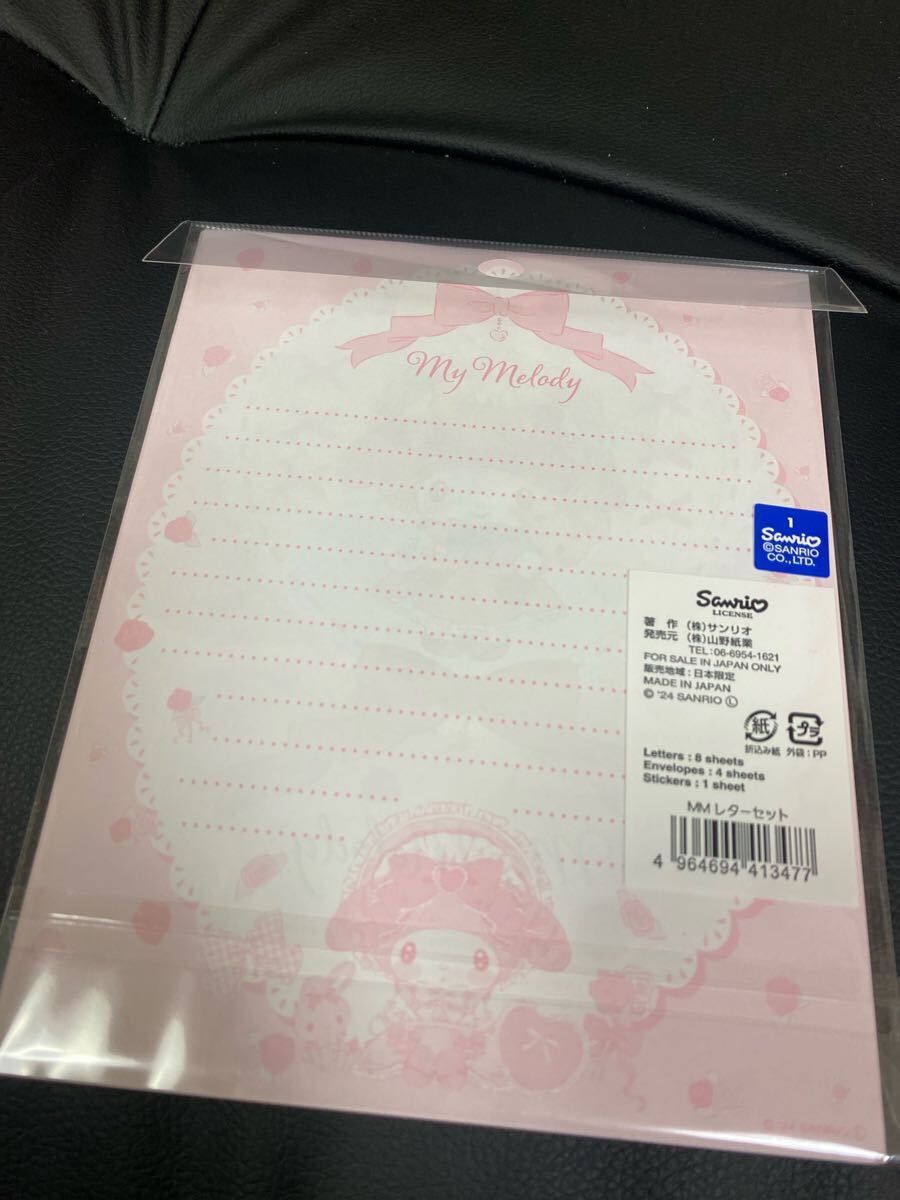 My Melody
1
Sanrio
©SANRIO
CO.,LTD.
Sanrio
LICENSE
著 作 (株)サンリオ
発売元 (株)山野紙業
TEL:06-6954-1621
FOR SALE IN JAPAN ONLY
販売地域:日本限定
MADE IN JAPAN
© '24 SANRIO Ⓛ
紙 プラ
折込み紙 外袋:PP
Letters : 8 sheets
Envelopes : 4 sheets
Stickers : 1 sheet
MM レターセット
4 964694 413477